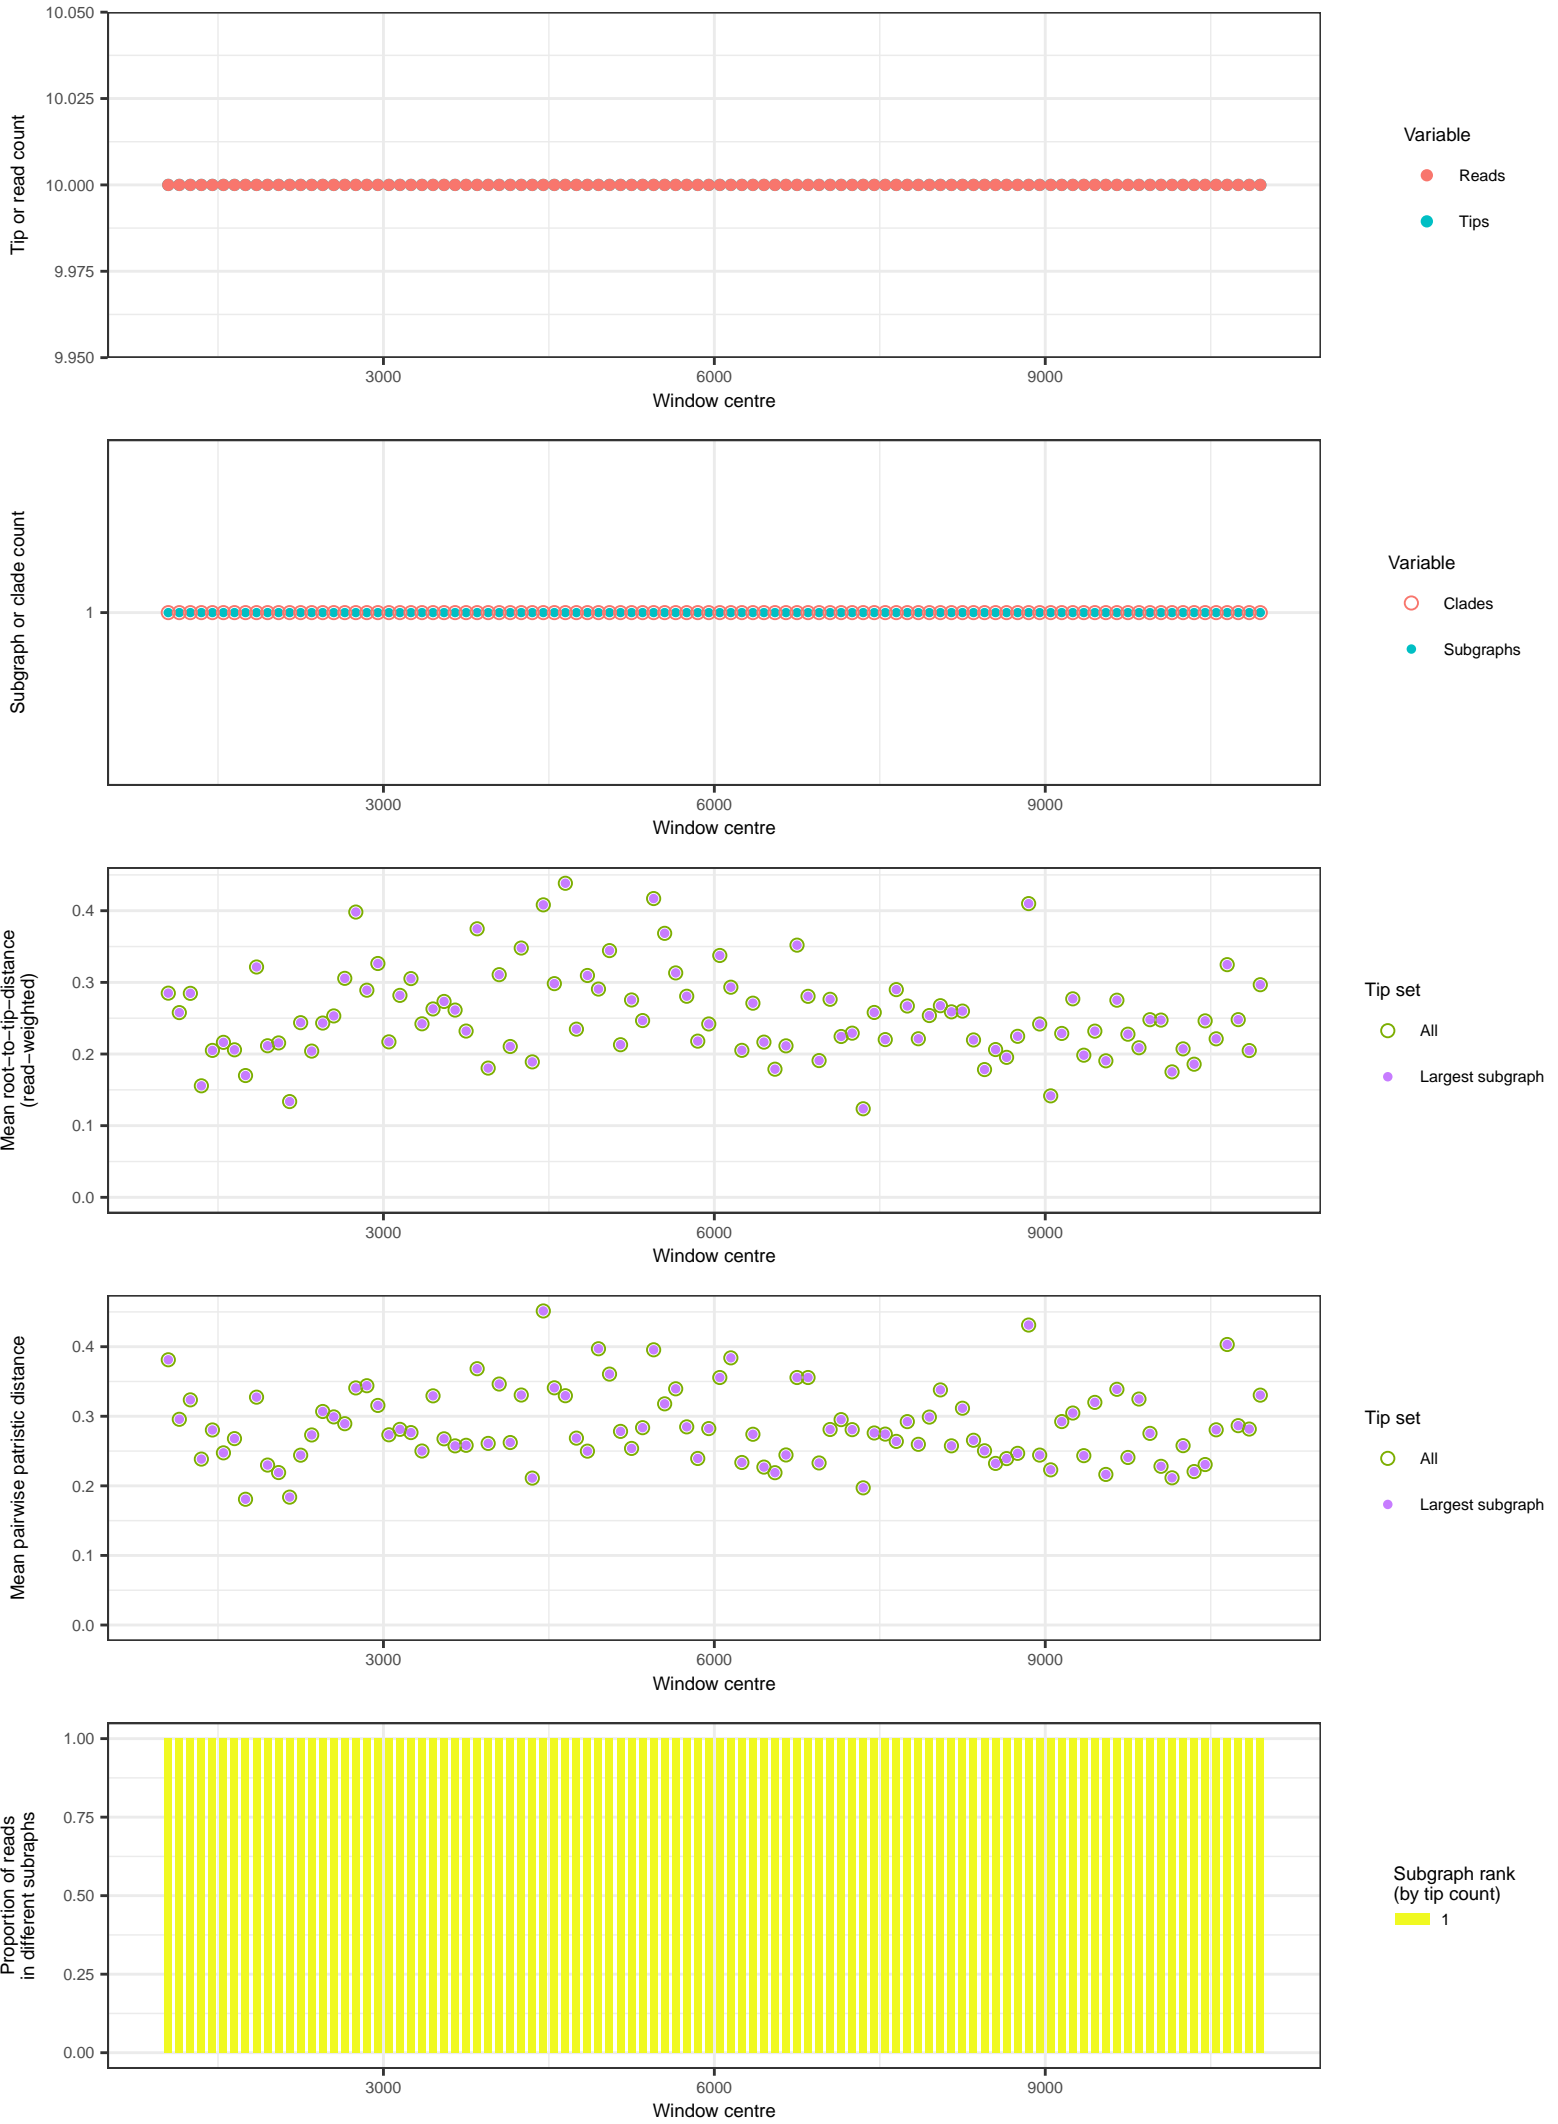 10.050
10.025
10.000
9.975
9.950
Tip or read count
3000
6000
9000
Window centre
Variable
Reads
Tips
1
Subgraph or clade count
3000
6000
9000
Window centre
Variable
Clades
Subgraphs
0.4
0.3
0.2
0.1
0.0
Mean root−to−tip−distance
(read−weighted)
3000
6000
9000
Window centre
Tip set
All
Largest subgraph
0.4
0.3
0.2
0.1
0.0
Mean pairwise patristic distance
3000
6000
9000
Window centre
Tip set
All
Largest subgraph
1.00
0.75
0.50
0.25
0.00
Proportion of reads
in different subraphs
3000
6000
9000
Window centre
Subgraph rank
(by tip count)
1